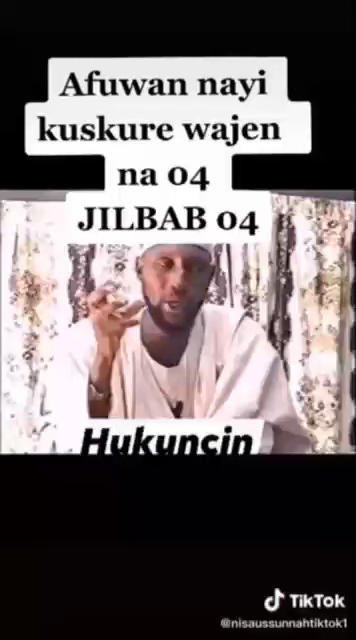 Afuwan nayi
kuskure wajen
na 04
JILBAB 04
Hukuncin
TikTok
@nisaussunnahtiktok1